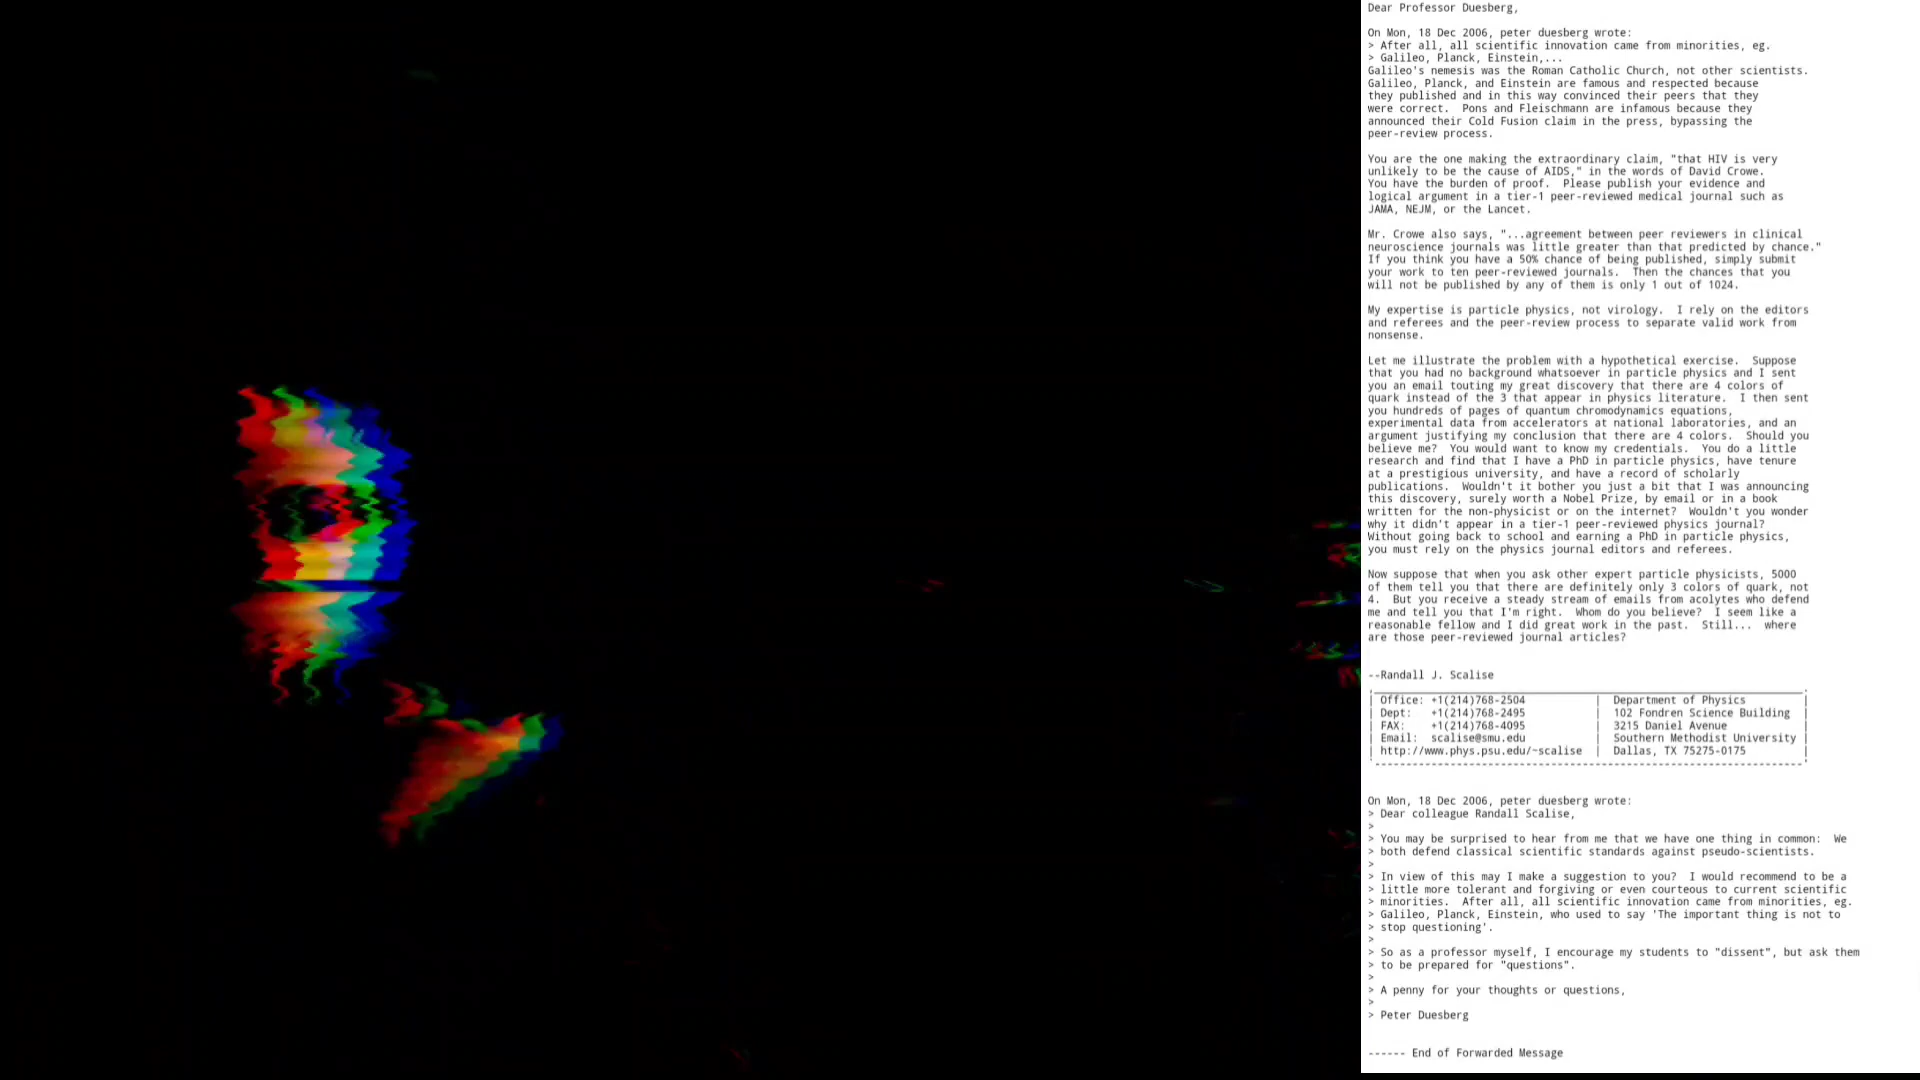 Dear Professor Duesberg,
On Mon, 18 Dec 2006, peter duesberg wrote:
> After all, all scientific innovation came from minorities, eg.
> Galileo, Planck, Einstein,...
Galileo's nemesis was the Roman Catholic Church, not other scientists.
Galileo, Planck, and Einstein are famous and respected because
they published and in this way convinced their peers that they
were correct.  Pons and Fleischmann are infamous because they
announced their Cold Fusion claim in the press, bypassing the
peer-review process.
You are the one making the extraordinary claim, "that HIV is very
unlikely to be the cause of AIDS," in the words of David Crowe.
You have the burden of proof.  Please publish your evidence and
logical argument in a tier-1 peer-reviewed medical journal such as
JAMA, NEJM, or the Lancet.
Mr. Crowe also says, "...agreement between peer reviewers in clinical
neuroscience journals was little greater than that predicted by chance."
If you think you have a 50% chance of being published, simply submit
your work to ten peer-reviewed journals.  Then the chances that you
will not be published by any of them is only 1 out of 1024.
My expertise is particle physics, not virology.  I rely on the editors
and referees and the peer-review process to separate valid work from
nonsense.
Let me illustrate the problem with a hypothetical exercise.  Suppose
that you had no background whatsoever in particle physics and I sent
you an email touting my great discovery that there are 4 colors of
quark instead of the 3 that appear in physics literature.  I then sent
you hundreds of pages of quantum chromodynamics equations,
experimental data from accelerators at national laboratories, and an
argument justifying my conclusion that there are 4 colors.  Should you
believe me?  You would want to know my credentials.  You do a little
research and find that I have a PhD in particle physics, have tenure
at a prestigious university, and have a record of scholarly
publications.  Wouldn't it bother you just a bit that I was announcing
this discovery, surely worth a Nobel Prize, by email or in a book
written for the non-physicist or on the internet?  Wouldn't you wonder
why it didn't appear in a tier-1 peer-reviewed physics journal?
Without going back to school and earning a PhD in particle physics,
you must rely on the physics journal editors and referees.
Now suppose that when you ask other expert particle physicists, 5000
of them tell you that there are definitely only 3 colors of quark, not
4.  But you receive a steady stream of emails from acolytes who defend
me and tell you that I'm right.  Whom do you believe?  I seem like a
reasonable fellow and I did great work in the past.  Still...  where
are those peer-reviewed journal articles?
--Randall J. Scalise
| Office: +1(214)768-2504 | Department of Physics |
| Dept: +1(214)768-2495 | 102 Fondren Science Building |
| FAX: +1(214)768-4095 | 3215 Daniel Avenue |
| Email: scalise@smu.edu | Southern Methodist University |
| http://www.phys.psu.edu/~scalise | Dallas, TX 75275-0175 |
On Mon, 18 Dec 2006, peter duesberg wrote:
> Dear colleague Randall Scalise,
>
> You may be surprised to hear from me that we have one thing in common:  We
> both defend classical scientific standards against pseudo-scientists.
>
> In view of this may I make a suggestion to you?  I would recommend to be a
> little more tolerant and forgiving or even courteous to current scientific
> minorities.  After all, all scientific innovation came from minorities, eg.
> Galileo, Planck, Einstein, who used to say 'The important thing is not to
> stop questioning'.
>
> So as a professor myself, I encourage my students to "dissent", but ask them
> to be prepared for "questions".
>
> A penny for your thoughts or questions,
>
> Peter Duesberg
------ End of Forwarded Message